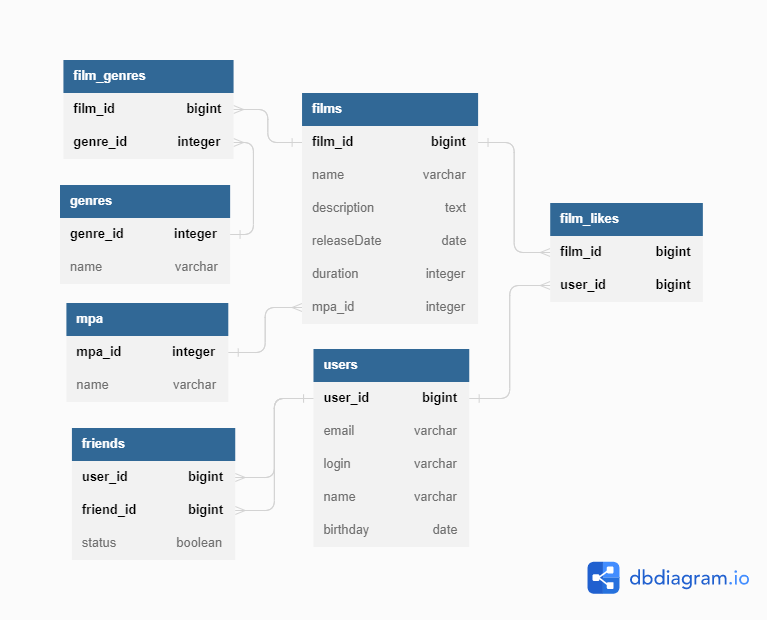 film_genres
film_id bigint
genre_id integer
genres
genre_id integer
name varchar
mpa
mpa_id integer
name varchar
friends
user_id bigint
friend_id bigint
status boolean
films
film_id bigint
name varchar
description text
releaseDate date
duration integer
mpa_id integer
users
user_id bigint
email varchar
login varchar
name varchar
birthday date
film_likes
film_id bigint
user_id bigint
dbdiagram.io